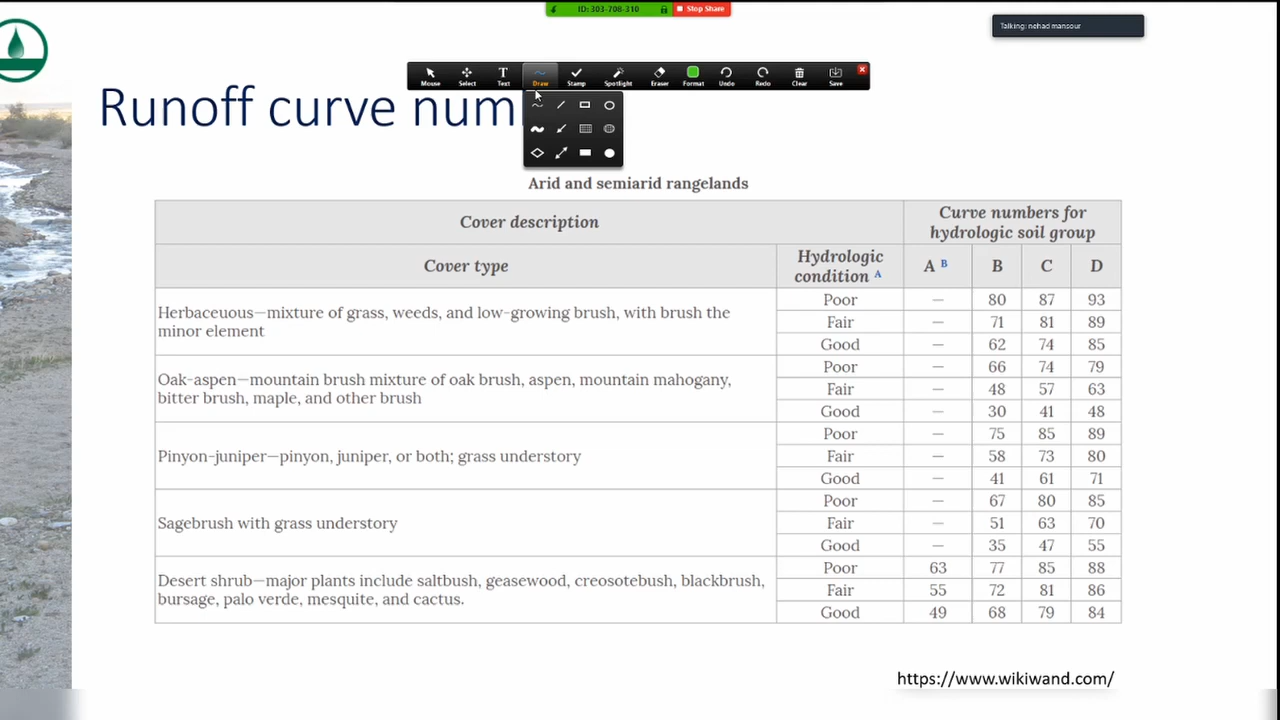 ID: 303-708-310 Stop Share
Talking: nehad mansour
Mouse Select Text Draw Stamp Spotlight Eraser Format Undo Redo Clear Save
Runoff curve num
Arid and semiarid rangelands
Cover description Curve numbers for
hydrologic soil group
Cover type Hydrologic
condition A A B B C D
Herbaceuous—mixture of grass, weeds, and low-growing brush, with brush the
minor element
Poor — 80 87 93
Fair — 71 81 89
Good — 62 74 85
Oak-aspen—mountain brush mixture of oak brush, aspen, mountain mahogany,
bitter brush, maple, and other brush
Poor — 66 74 79
Fair — 48 57 63
Good — 30 41 48
Pinyon-juniper—pinyon, juniper, or both; grass understory
Poor — 75 85 89
Fair — 58 73 80
Good — 41 61 71
Sagebrush with grass understory
Poor — 67 80 85
Fair — 51 63 70
Good — 35 47 55
Desert shrub—major plants include saltbush, geasewood, creosotebush, blackbrush,
bursage, palo verde, mesquite, and cactus.
Poor 63 77 85 88
Fair 55 72 81 86
Good 49 68 79 84
https://www.wikiwand.com/